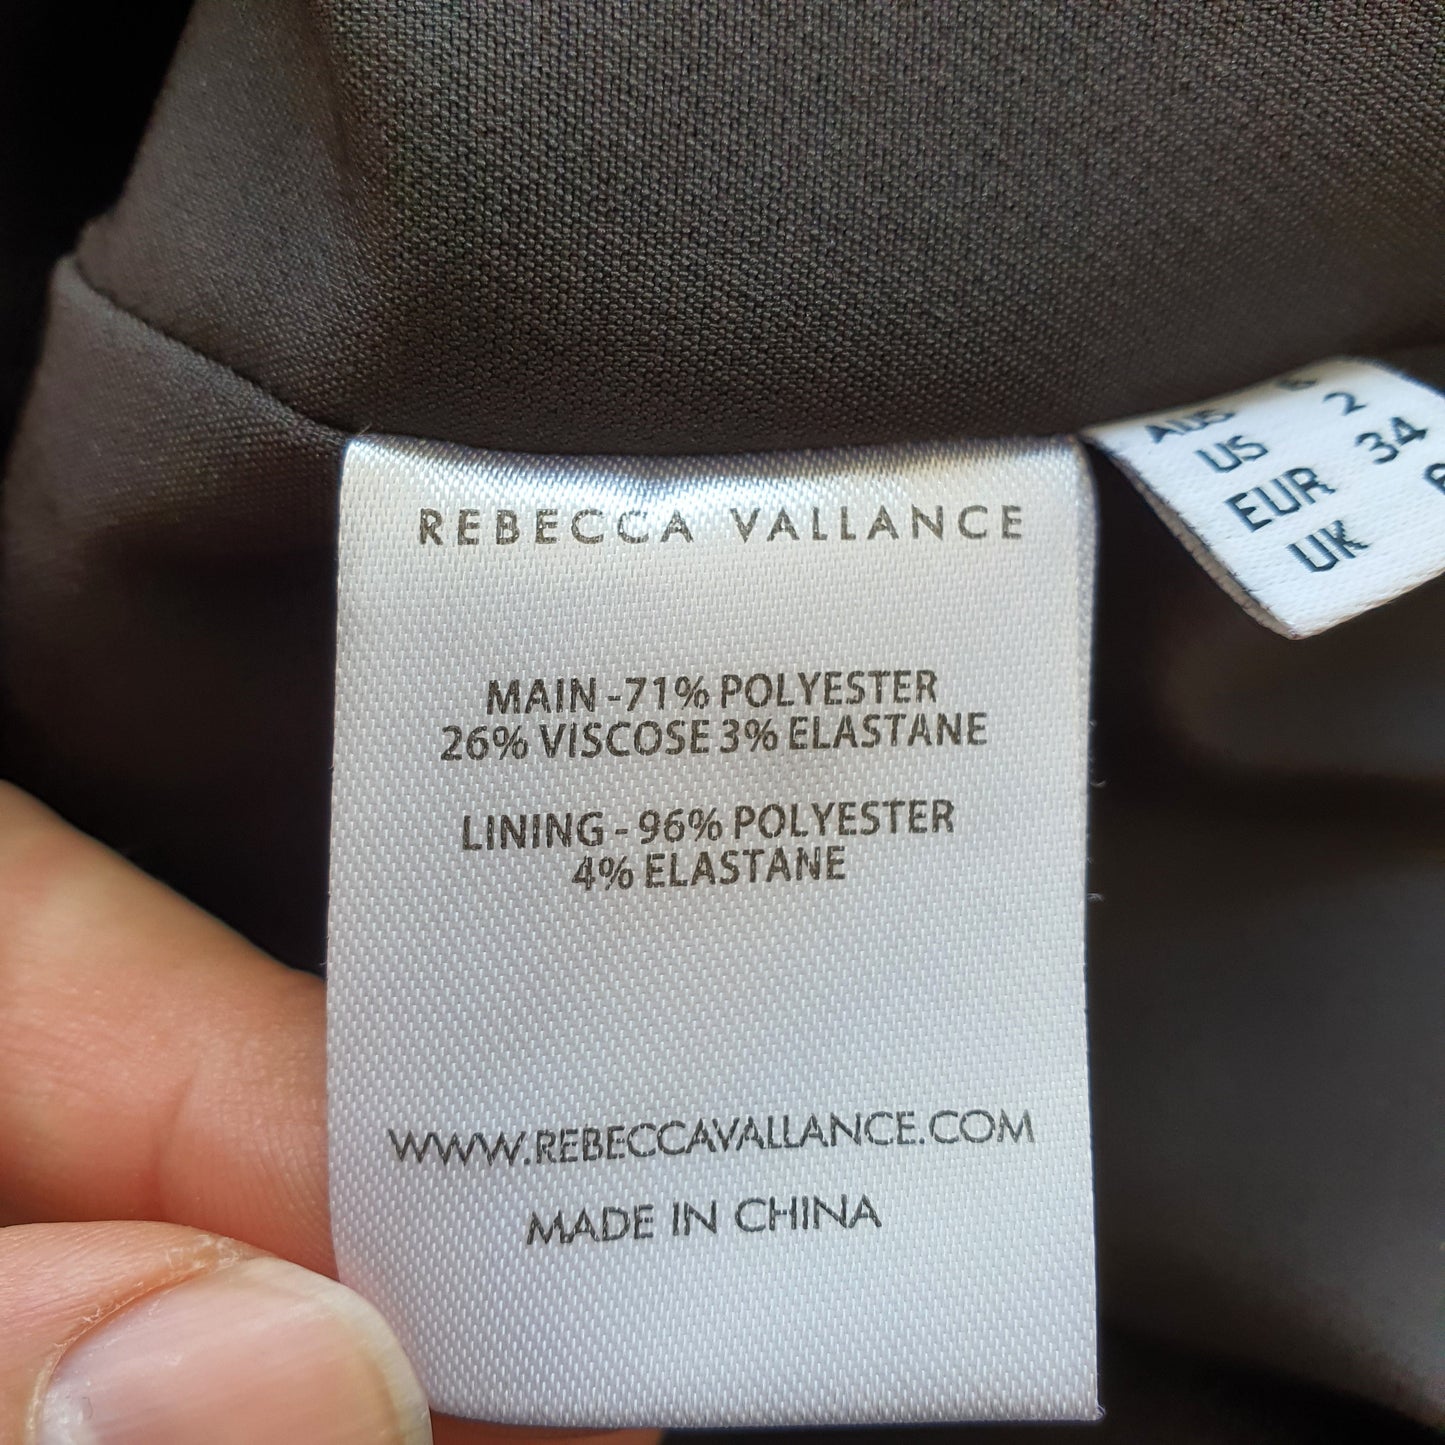 REBECCA VALLANCE
MAIN -71% POLYESTER
26% VISCOSE 3% ELASTANE
LINING - 96% POLYESTER
4% ELASTANE
WWW.REBECCAVALLANCE.COM
MADE IN CHINA
AUS
US 2
EUR 34
UK